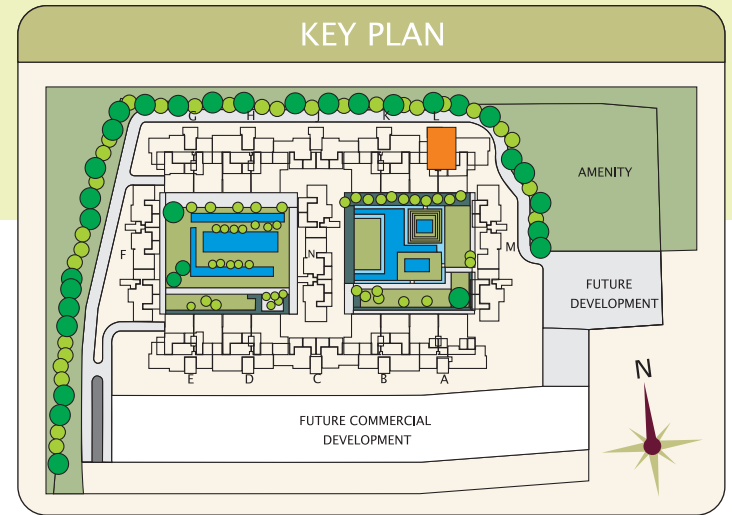 KEY PLAN
G H I K L
AMENITY
F N M
FUTURE
DEVELOPMENT
E D C B A
FUTURE COMMERCIAL
DEVELOPMENT
N